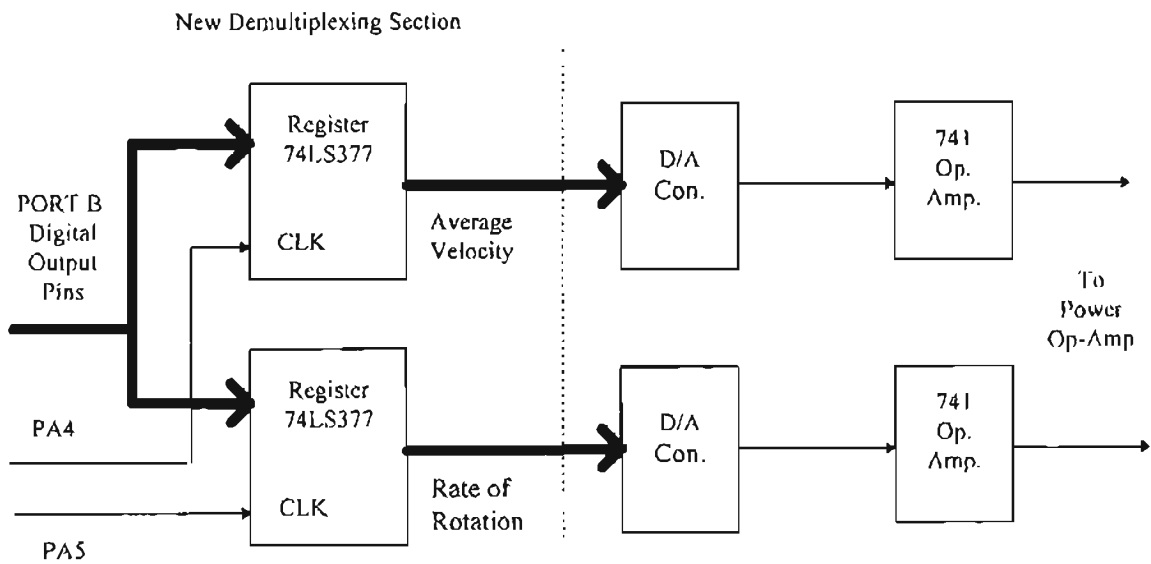 New Demultiplexing Section
PORT B
Digital
Output
Pins
Register
74LS377
CLK
Average
Velocity
D/A
Con.
741
Op.
Amp.
To
Power
Op-Amp
PA4
PA5
Register
74LS377
CLK
Rate of
Rotation
D/A
Con.
741
Op.
Amp.